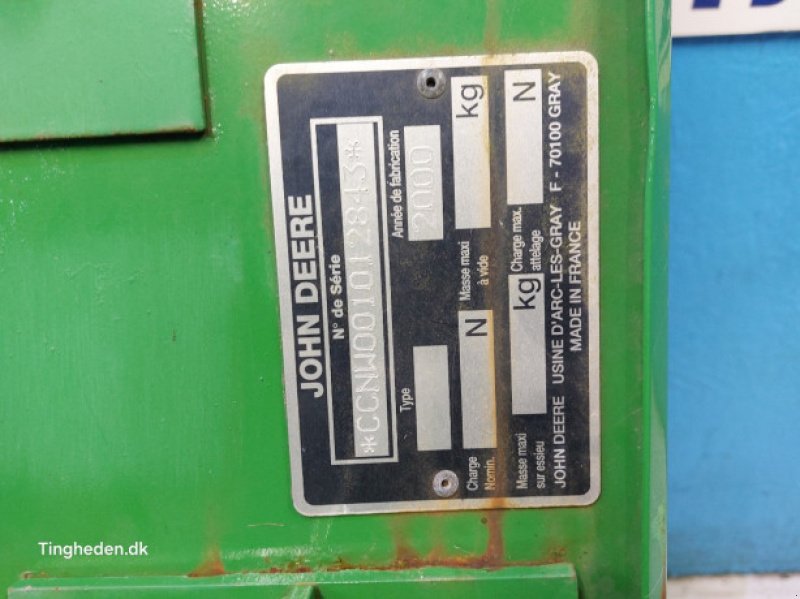 JOHN DEERE
N° de Série
*CCNW001012843*
Type
Année de fabrication
2000
Charge Nomin.
N
Masse maxi à vide
kg
Masse maxi sur essieu
kg
Charge max. attelage
N
JOHN DEERE USINE D'ARC-LES-GRAY F - 70100 GRAY
MADE IN FRANCE
Tingheden.dk